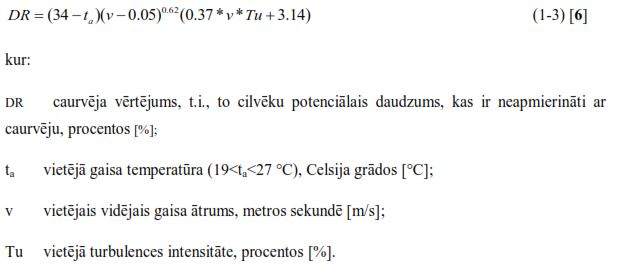 DR = (34 − tₐ)(v − 0.05)^0.62(0.37 * v * Tu + 3.14) (1-3) [6]
kur:
DR caurvēja vērtējums, t.i., to cilvēku potenciālais daudzums, kas ir neapmierināti ar
caurvēju, procentos [%];
tₐ vietējā gaisa temperatūra (19<tₐ<27 °C), Celsija grādos [°C];
v vietējais vidējais gaisa ātrums, metros sekundē [m/s];
Tu vietējā turbulences intensitāte, procentos [%].